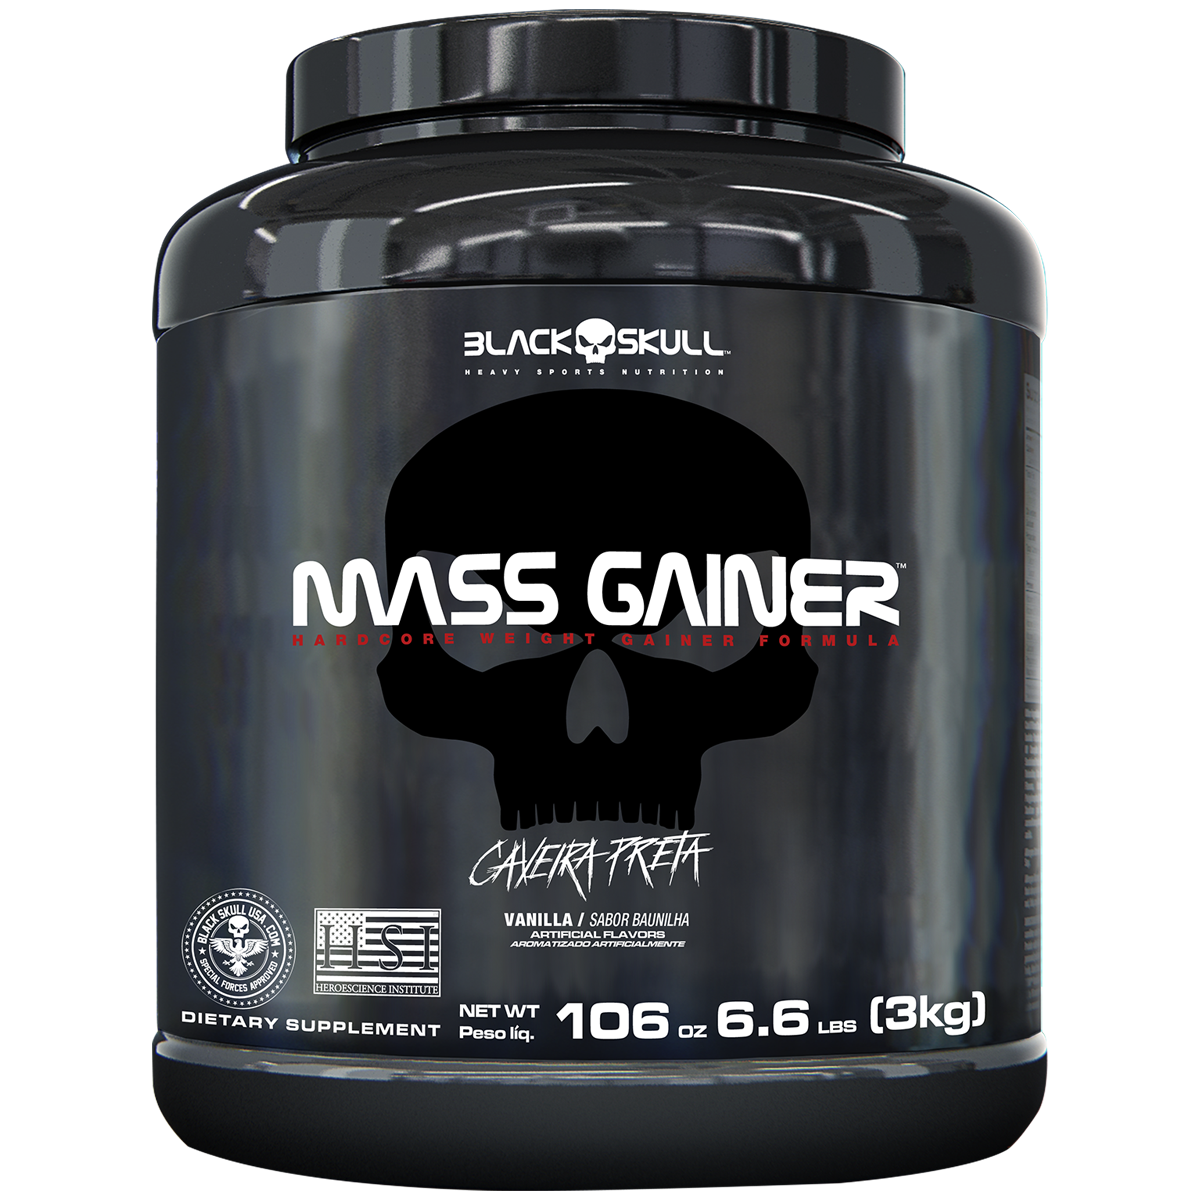 BLACK SKULL™
HEAVY SPORTS NUTRITION
MASS GAINER™
HARDCORE WEIGHT GAINER FORMULA
CAVEIRA PRETA
VANILLA / SABOR BAUNILHA
ARTIFICIAL FLAVORS
AROMATIZADO ARTIFICIALMENTE
BLACK SKULL USA.COM
SPECIAL FORCES APPROVED
HSI
HEROESCIENCE INSTITUTE
DIETARY SUPPLEMENT
NET WT
Peso líq.
106 OZ 6.6 LBS (3kg)